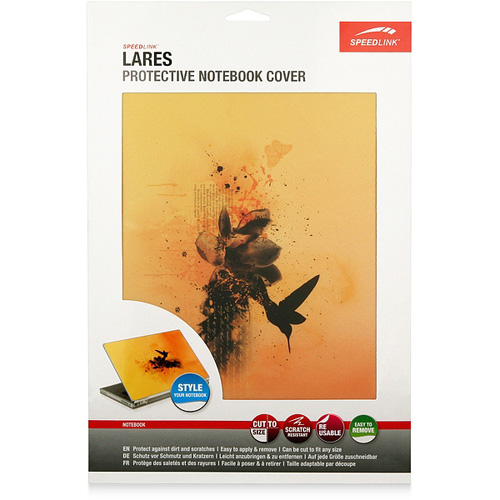 SPEEDLINK
LARES
PROTECTIVE NOTEBOOK COVER
SPEEDLINK
STYLE
YOUR NOTEBOOK
NOTEBOOK
CUT TO
SIZE
SCRATCH
RESISTANT
RE
USABLE
EASY TO
REMOVE
EN Protect against dirt and scratches | Easy to apply & remove | Can be cut to fit any size
DE Schutz vor Schmutz und Kratzern | Leicht anzubringen & zu entfernen | Auf jede Größe zuschneidbar
FR Protège des saletés et des rayures | Facile à poser & à retirer | Taille adaptable par découpe